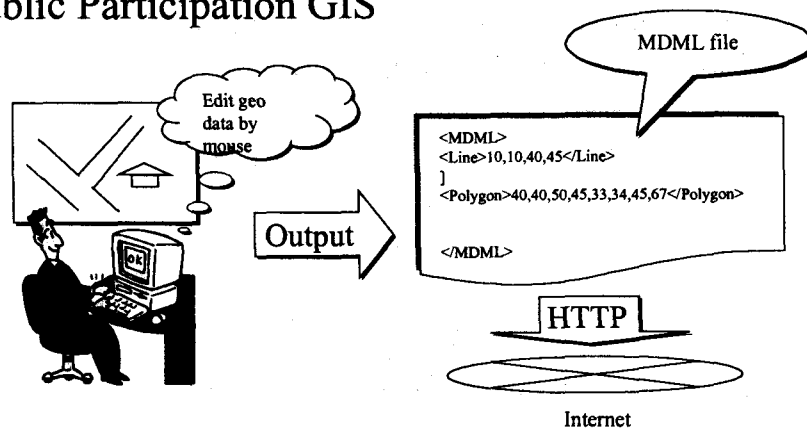 Public Participation GIS
MDML file
Edit geo
data by
mouse
OK
Output
<MDML>
<Line>10,10,40,45</Line>
]
<Polygon>40,40,50,45,33,34,45,67</Polygon>
</MDML>
HTTP
Internet